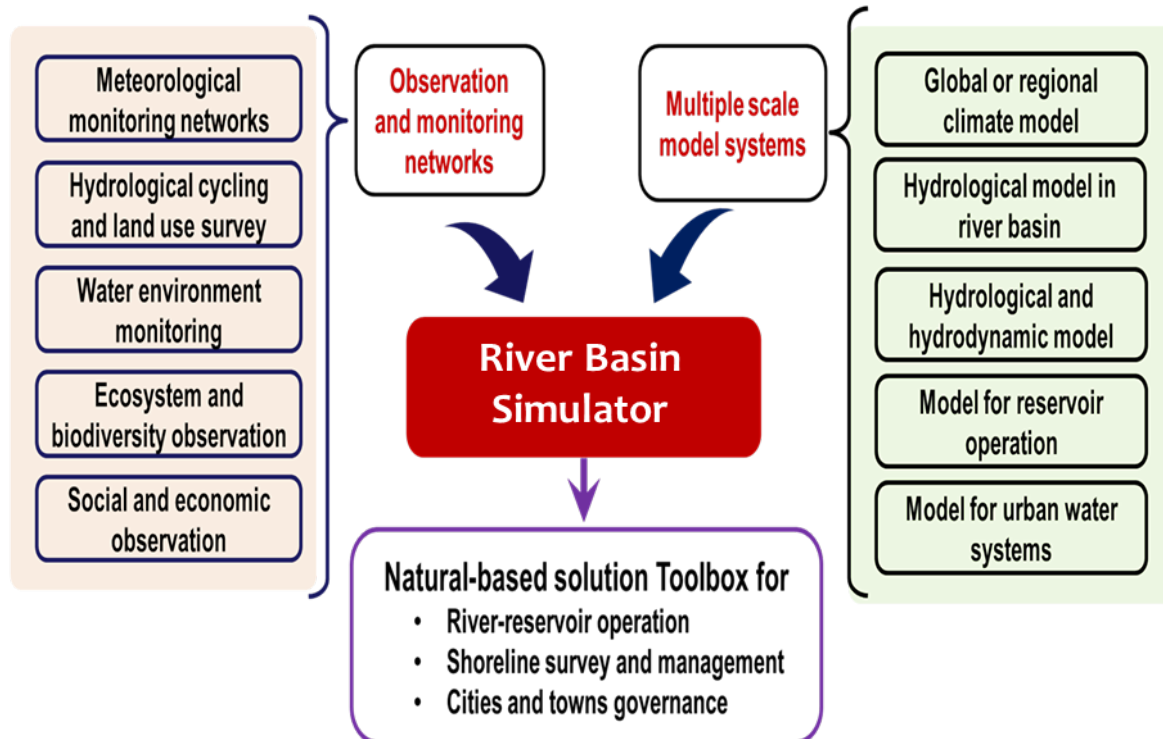 Meteorological
monitoring networks
Hydrological cycling
and land use survey
Water environment
monitoring
Ecosystem and
biodiversity observation
Social and economic
observation
Observation
and monitoring
networks
Multiple scale
model systems
Global or regional
climate model
Hydrological model in
river basin
Hydrological and
hydrodynamic model
Model for reservoir
operation
Model for urban water
systems
River Basin
Simulator
Natural-based solution Toolbox for
• River-reservoir operation
• Shoreline survey and management
• Cities and towns governance